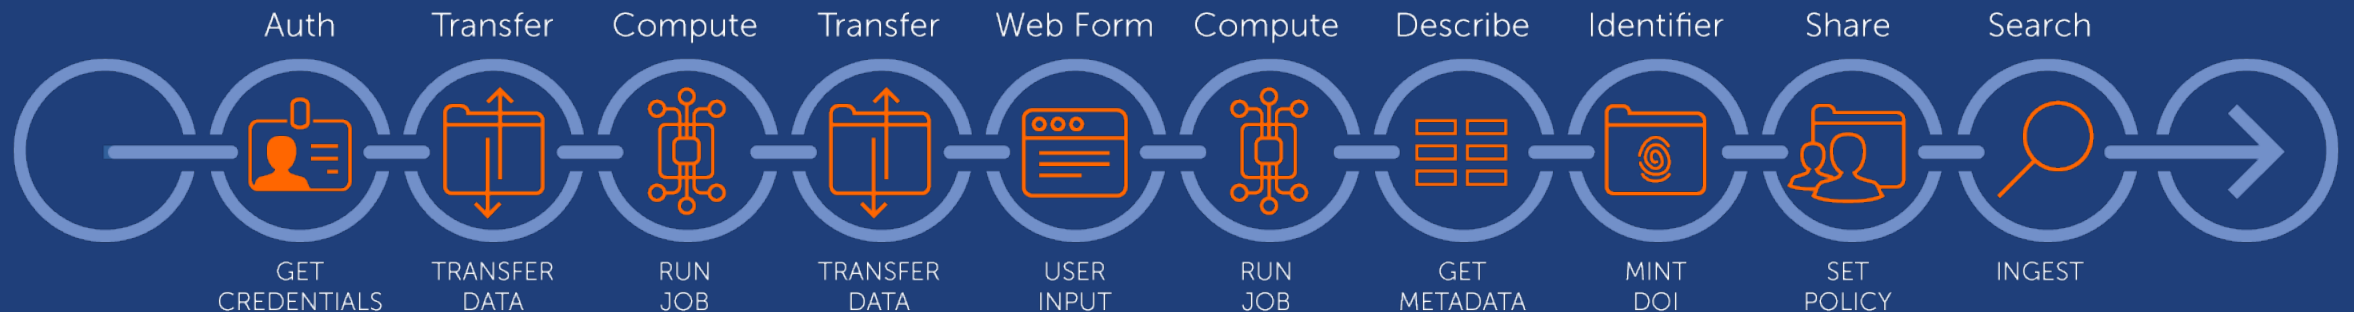 Auth
Transfer
Compute
Transfer
Web Form
Compute
Describe
Identifier
Share
Search
GET
CREDENTIALS
TRANSFER
DATA
RUN
JOB
TRANSFER
DATA
USER
INPUT
RUN
JOB
GET
METADATA
MINT
DOI
SET
POLICY
INGEST